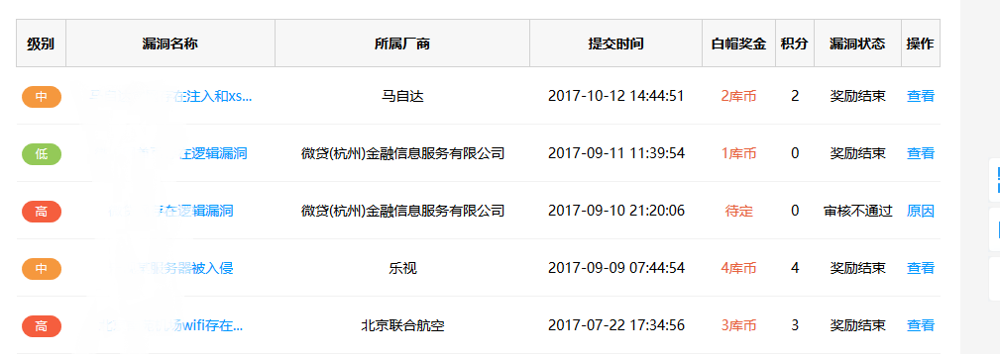 级别 漏洞名称 所属厂商 提交时间 白帽奖金 积分 漏洞状态 操作
中 在注入和xs... 马自达 2017-10-12 14:44:51 2库币 2 奖励结束 查看
低 在逻辑漏洞 微贷(杭州)金融信息服务有限公司 2017-09-11 11:39:54 1库币 0 奖励结束 查看
高 存在逻辑漏洞 微贷(杭州)金融信息服务有限公司 2017-09-10 21:20:06 待定 0 审核不通过 原因
中 服务器被入侵 乐视 2017-09-09 07:44:54 4库币 4 奖励结束 查看
高 wifi存在... 北京联合航空 2017-07-22 17:34:56 3库币 3 奖励结束 查看